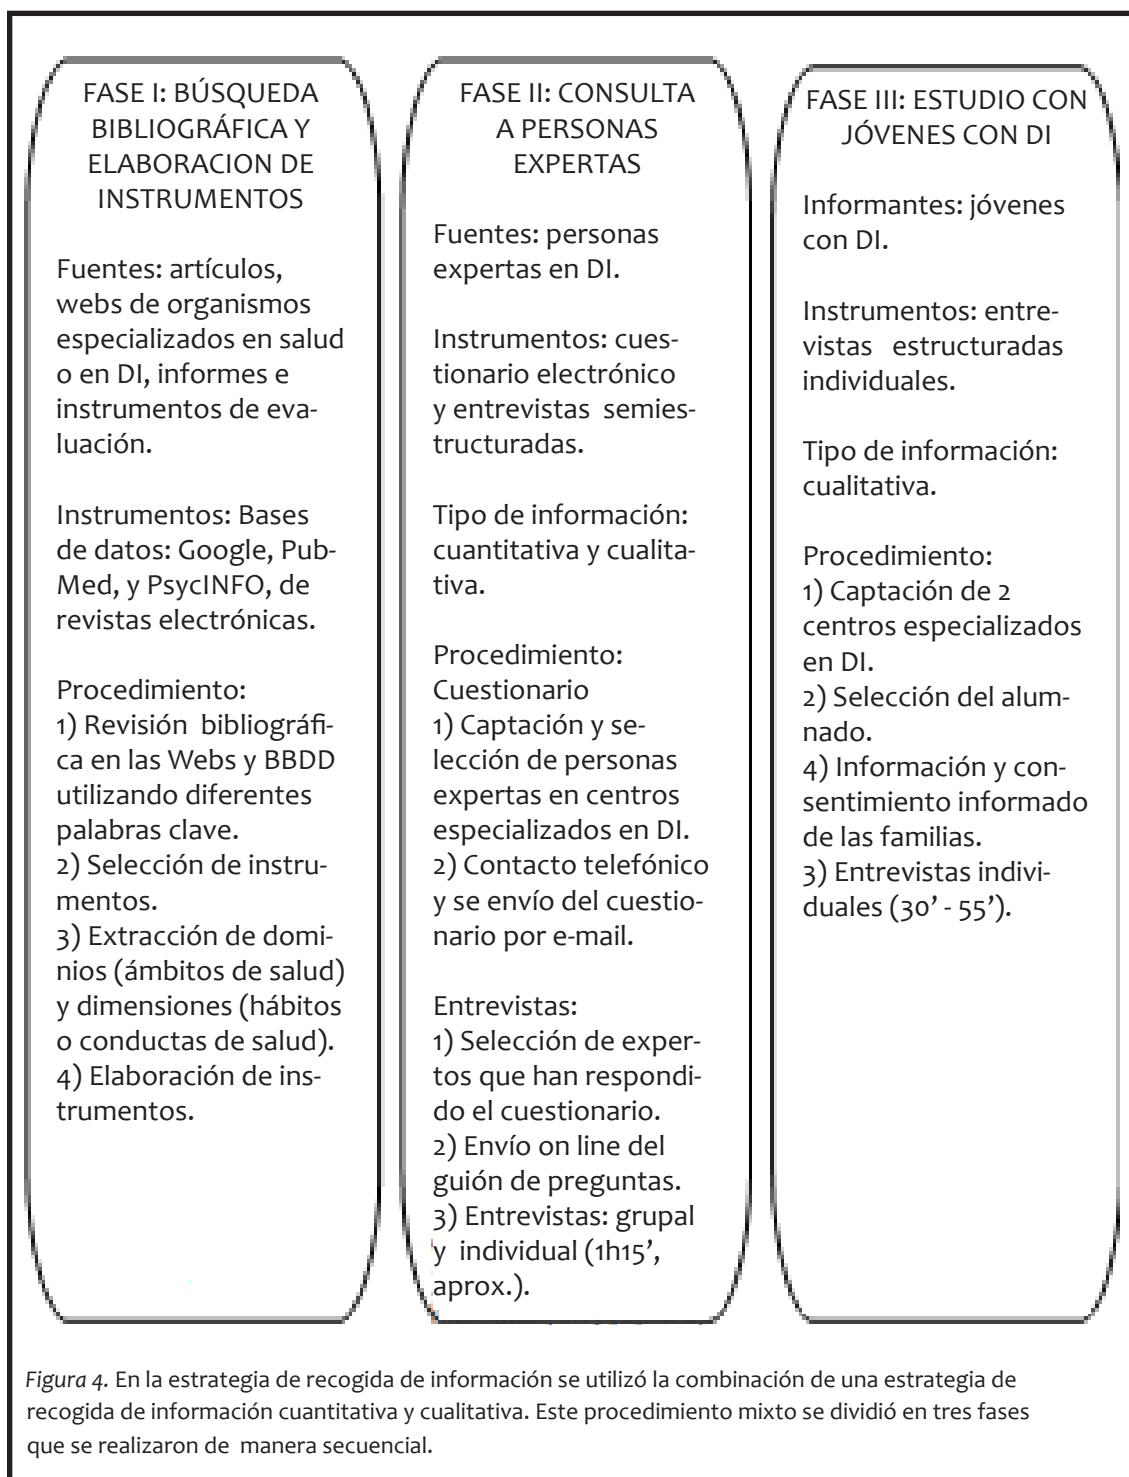 FASE I: BÚSQUEDA
BIBLIOGRÁFICA Y
ELABORACION DE
INSTRUMENTOS
Fuentes: artículos,
webs de organismos
especializados en salud
o en DI, informes e
instrumentos de eva-
luación.
Instrumentos: Bases
de datos: Google, Pub-
Med, y PsycINFO, de
revistas electrónicas.
Procedimiento:
1) Revisión bibliográfi-
ca en las Webs y BBDD
utilizando diferentes
palabras clave.
2) Selección de instru-
mentos.
3) Extracción de domi-
nios (ámbitos de salud)
y dimensiones (hábitos
o conductas de salud).
4) Elaboración de ins-
trumentos.
FASE II: CONSULTA
A PERSONAS
EXPERTAS
Fuentes: personas
expertas en DI.
Instrumentos: cues-
tionario electrónico
y entrevistas semies-
tructuradas.
Tipo de información:
cuantitativa y cualita-
tiva.
Procedimiento:
Cuestionario
1) Captación y se-
lección de personas
expertas en centros
especializados en DI.
2) Contacto telefónico
y se envío del cuestio-
nario por e-mail.
Entrevistas:
1) Selección de exper-
tos que han respondi-
do el cuestionario.
2) Envío on line del
guión de preguntas.
3) Entrevistas: grupal
y individual (1h15’,
aprox.).
FASE III: ESTUDIO CON
JÓVENES CON DI
Informantes: jóvenes
con DI.
Instrumentos: entre-
vistas estructuradas
individuales.
Tipo de información:
cualitativa.
Procedimiento:
1) Captación de 2
centros especializados
en DI.
2) Selección del alum-
nado.
4) Información y con-
sentimiento informado
de las familias.
3) Entrevistas indivi-
duales (30’ - 55’).
Figura 4. En la estrategia de recogida de información se utilizó la combinación de una estrategia de
recogida de información cuantitativa y cualitativa. Este procedimiento mixto se dividió en tres fases
que se realizaron de manera secuencial.